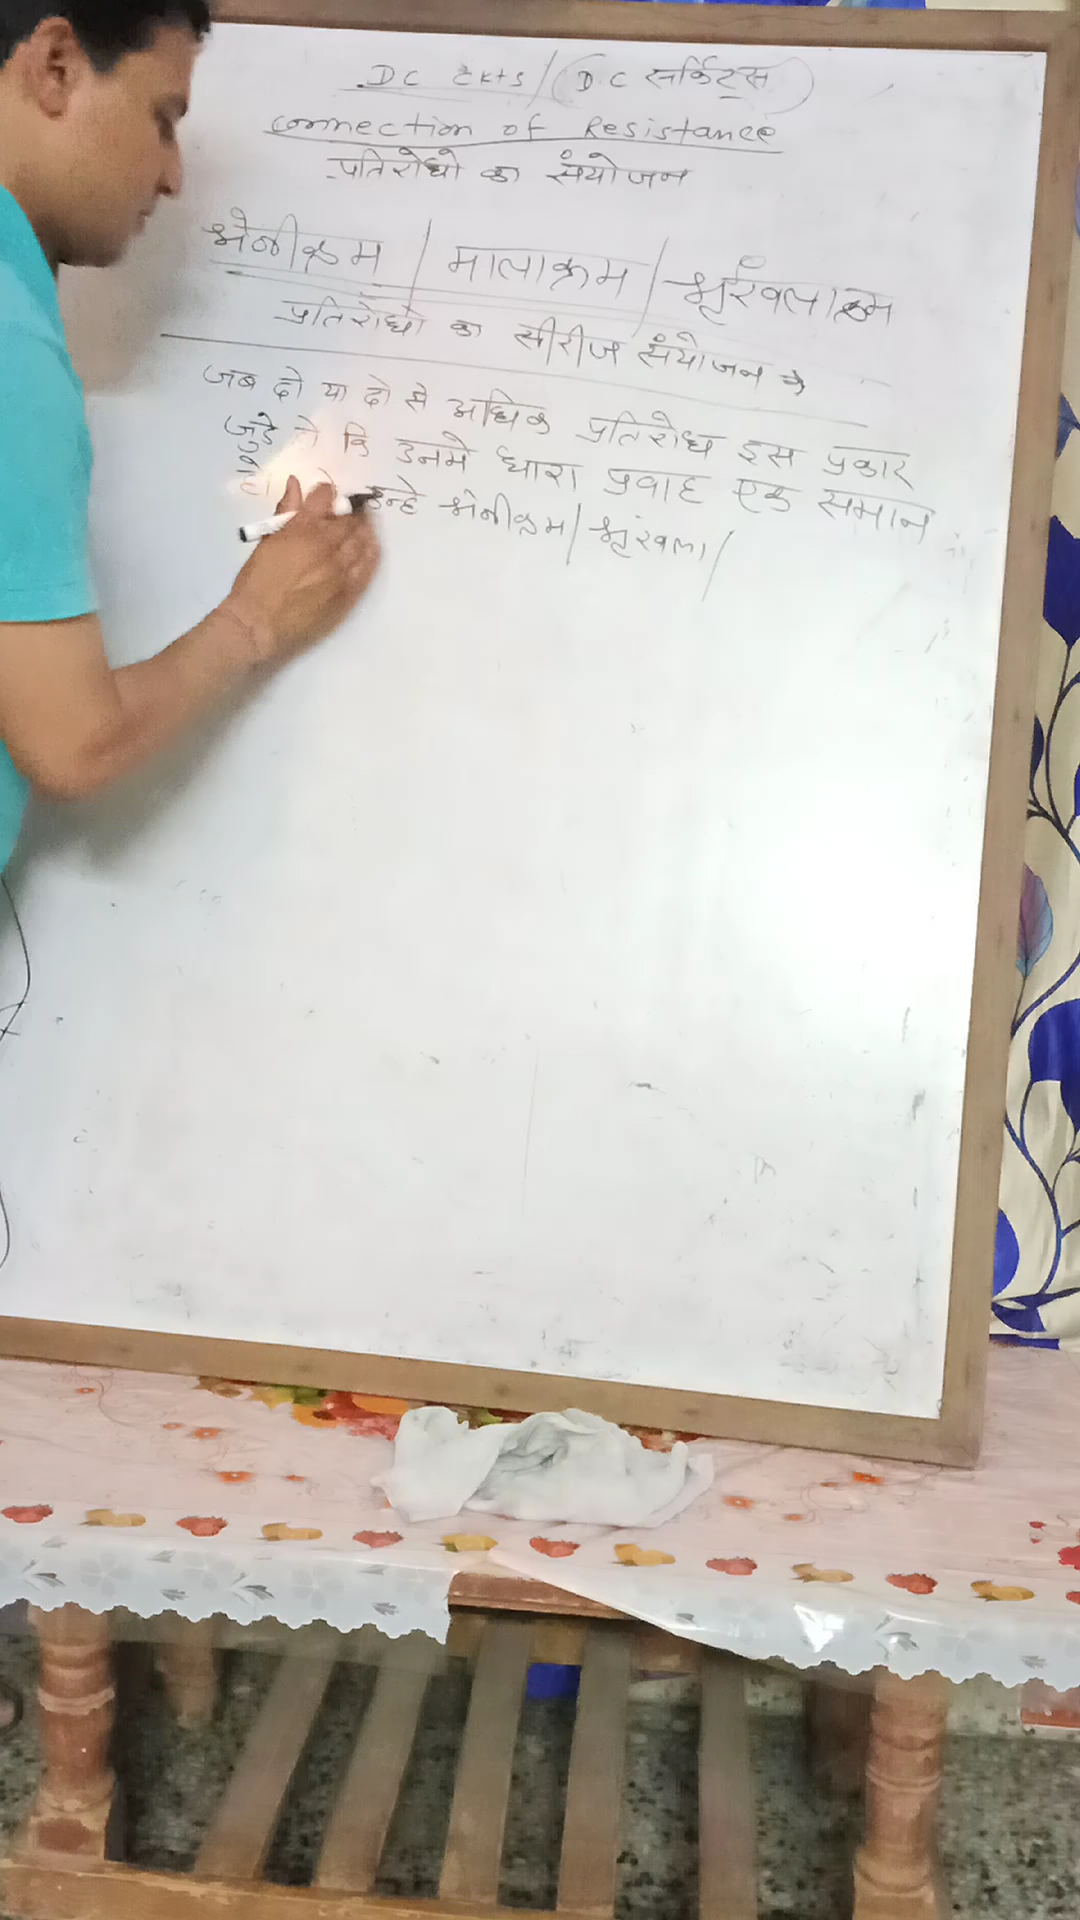 DC CKTS / (D.C सर्किट्स)
Connection of Resistance
प्रतिरोधो का संयोजन
श्रेणीक्रम / मालाक्रम / श्रृंखलाक्रम
प्रतिरोधो का सीरीज संयोजन →
जब दो या दो से अधिक प्रतिरोध इस प्रकार
जुडे कि उनमे धारा प्रवाह एक समान
हो उन्हे श्रेनीक्रम / श्रृंखला /